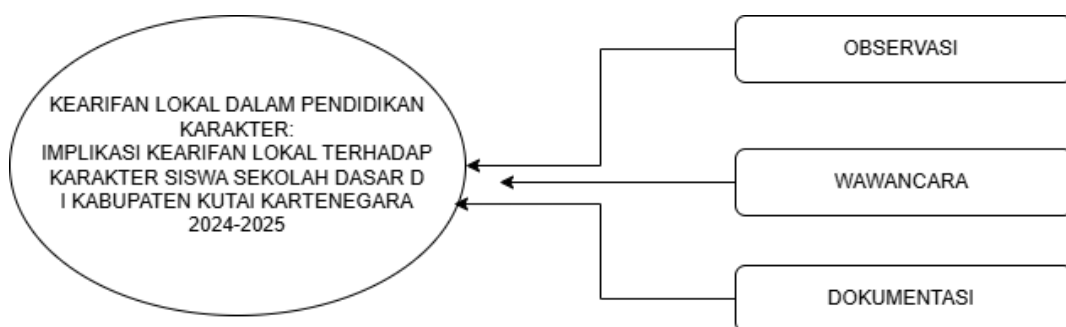 KEARIFAN LOKAL DALAM PENDIDIKAN
KARAKTER:
IMPLIKASI KEARIFAN LOKAL TERHADAP
KARAKTER SISWA SEKOLAH DASAR D
I KABUPATEN KUTAI KARTENEGARA
2024-2025
OBSERVASI
WAWANCARA
DOKUMENTASI